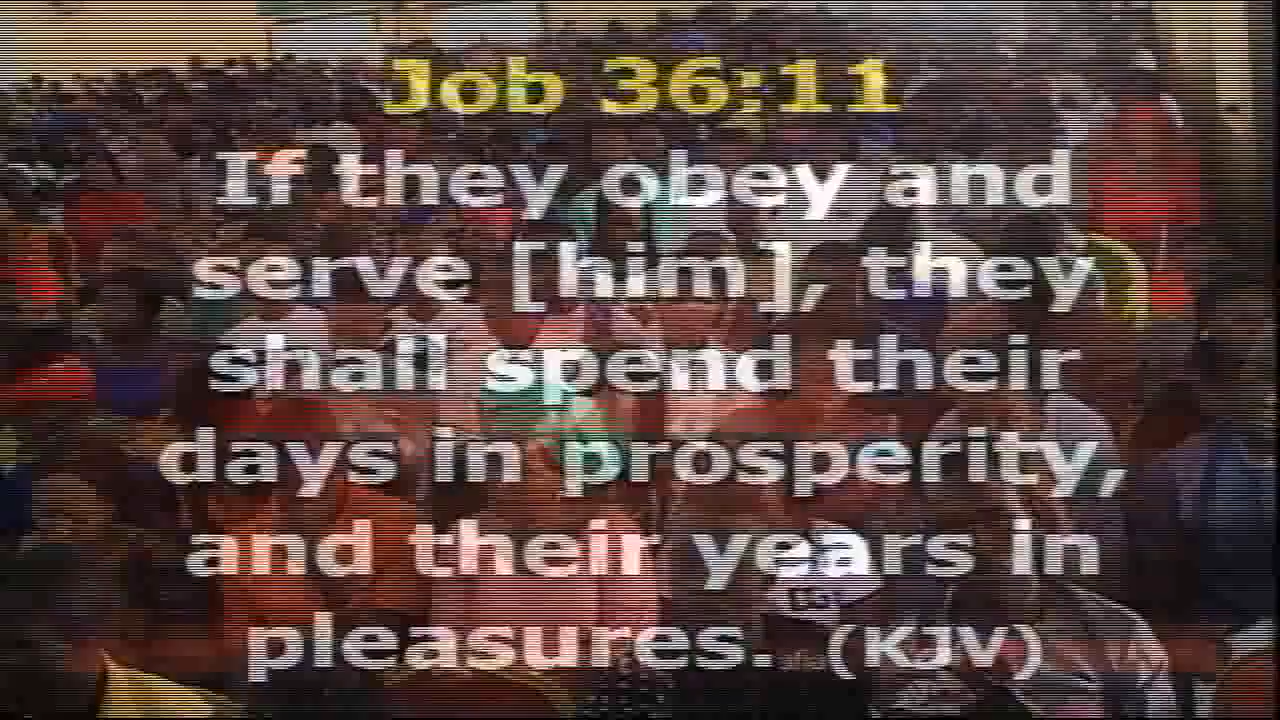 Job 36:11
If they obey and
serve [him], they
shall spend their
days in prosperity,
and their years in
pleasures. (KJV)